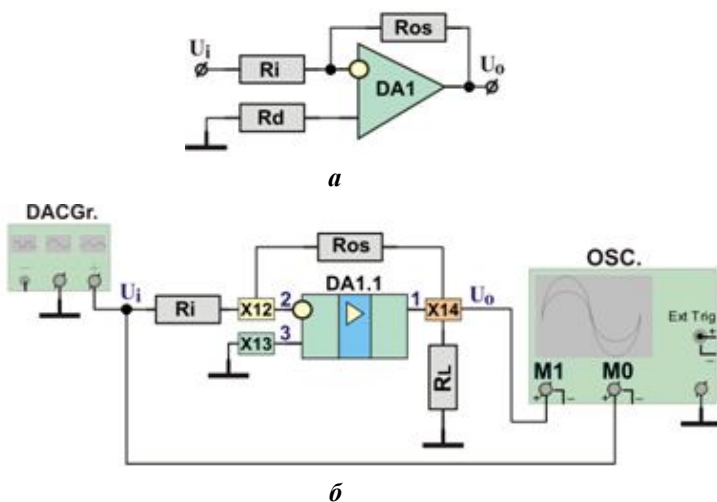 Ui
Ri
Ros
DA1
Uo
Rd
а
DACGr.
Ui
Ri
Ros
X12
2
DA1.1
1
X14
Uo
X13
3
RL
OSC.
Ext Trig
+
–
M1
M0
+ –
+ –
б